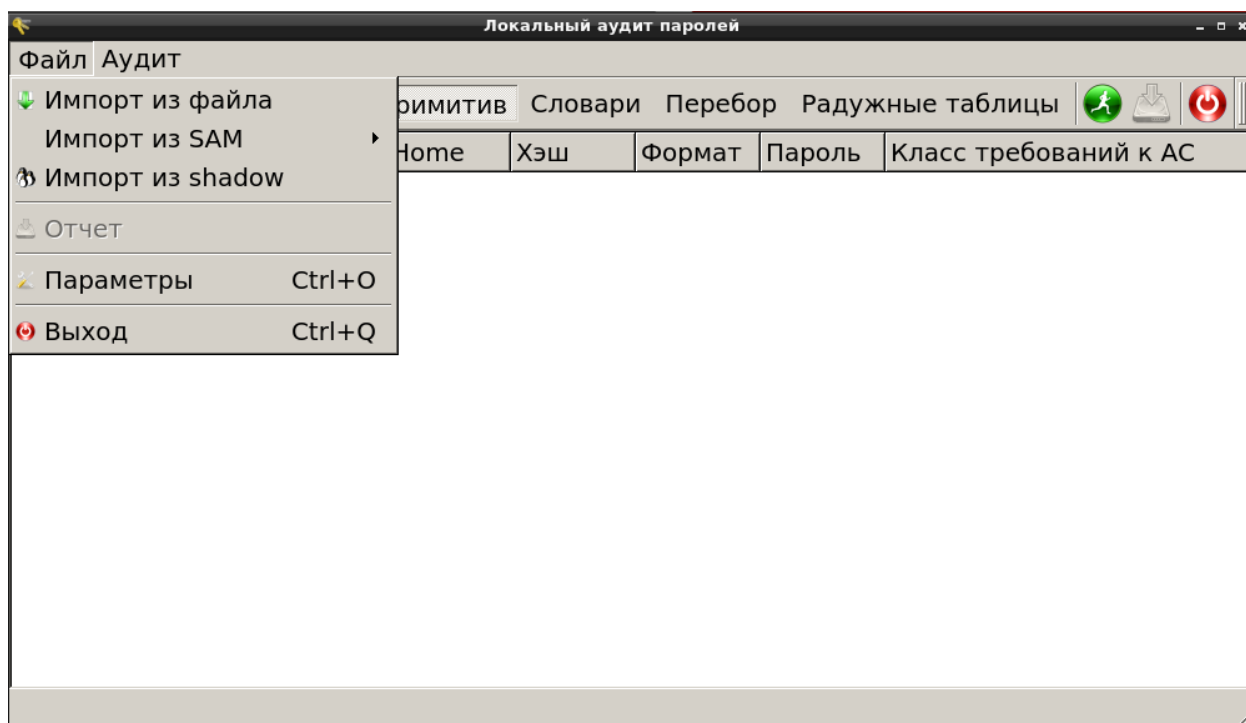 Локальный аудит паролей
Файл Аудит
Импорт из файла
Импорт из SAM
Импорт из shadow
Отчет
Параметры Ctrl+O
Выход Ctrl+Q
римитив Словари Перебор Радужные таблицы
Home Хэш Формат Пароль Класс требований к АС